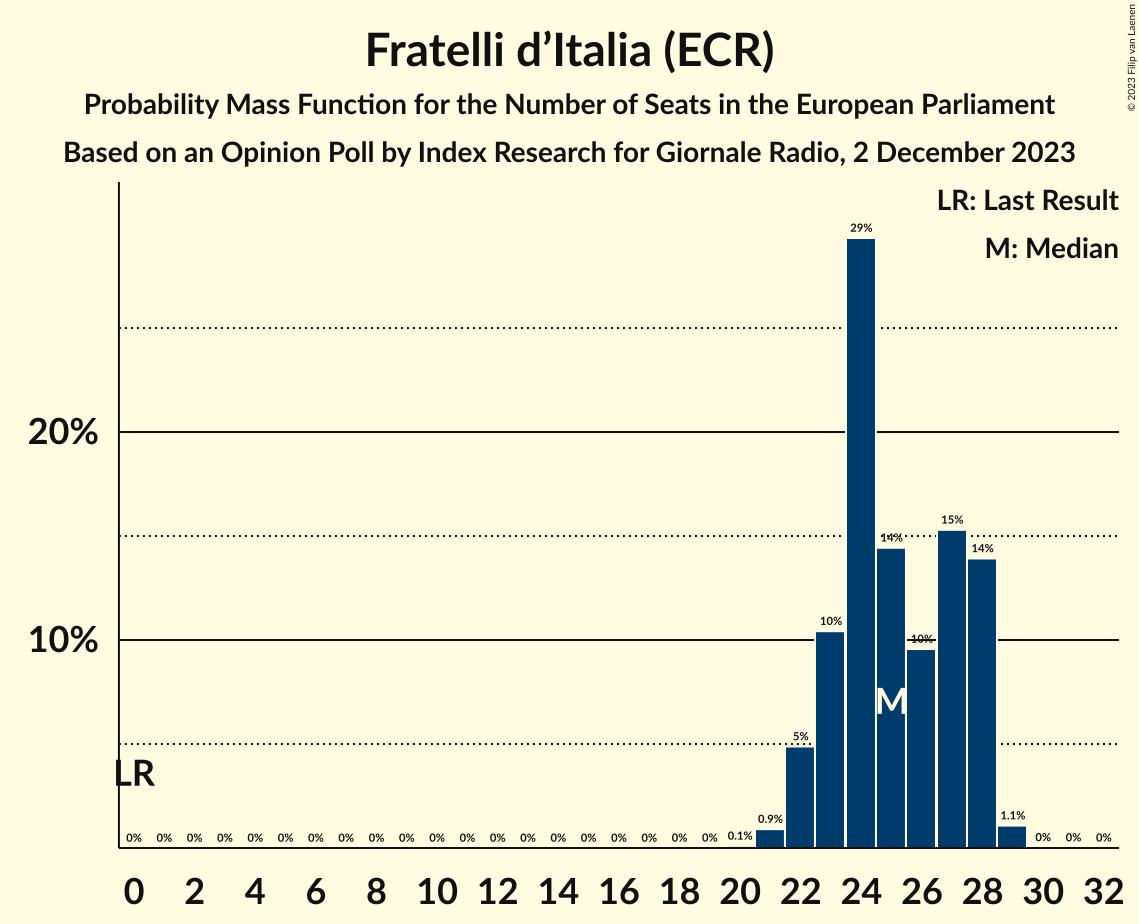 Fratelli d’Italia (ECR)
Probability Mass Function for the Number of Seats in the European Parliament
Based on an Opinion Poll by Index Research for Giornale Radio, 2 December 2023
© 2023 Filip van Laenen
LR: Last Result
M: Median
20%
10%
0% 0% 0% 0% 0% 0% 0% 0% 0% 0% 0% 0% 0% 0% 0% 0% 0% 0% 0% 0% 0.1% 0.9% 5% 10% 29% 14% 10% 15% 14% 1.1% 0% 0% 0%
LR
M
0 2 4 6 8 10 12 14 16 18 20 22 24 26 28 30 32